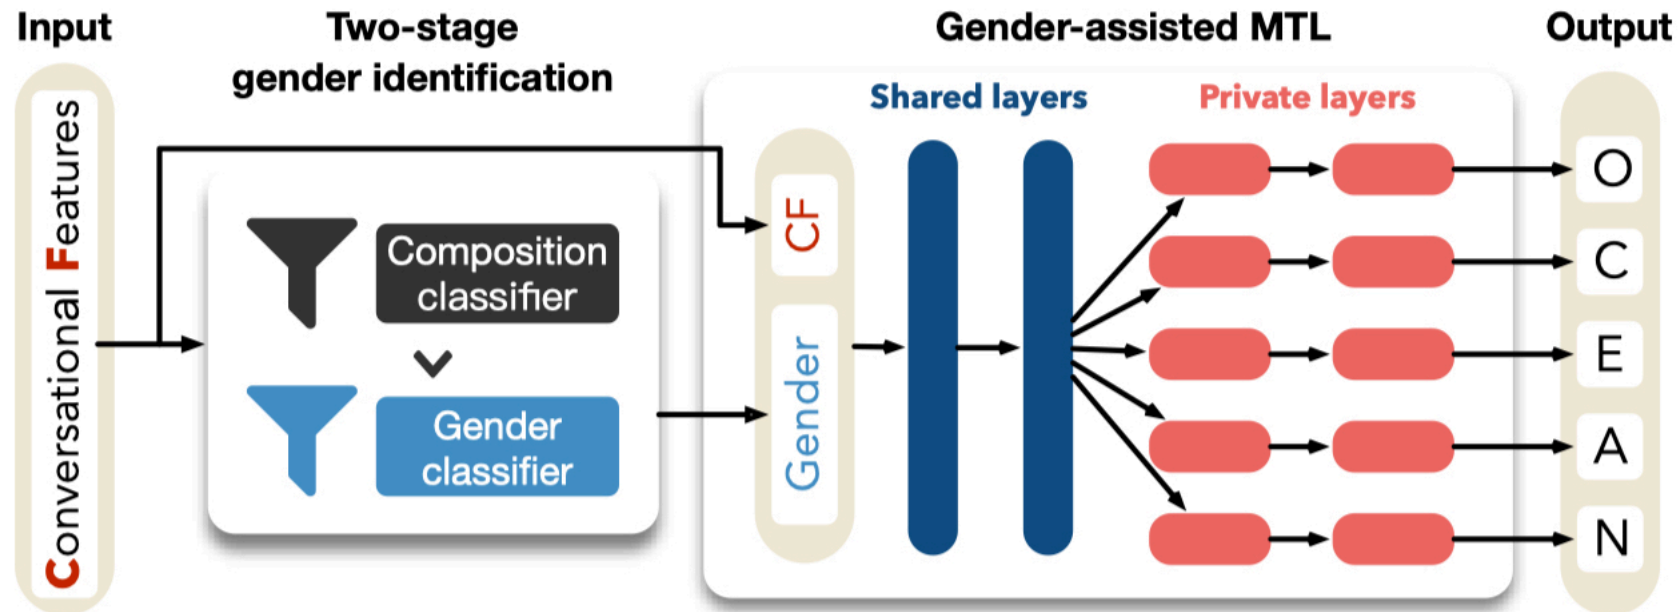 Input
Conversational Features
Two-stage
gender identification
Composition
classifier
Gender
classifier
Gender-assisted MTL
CF
Gender
Shared layers
Private layers
Output
O
C
E
A
N